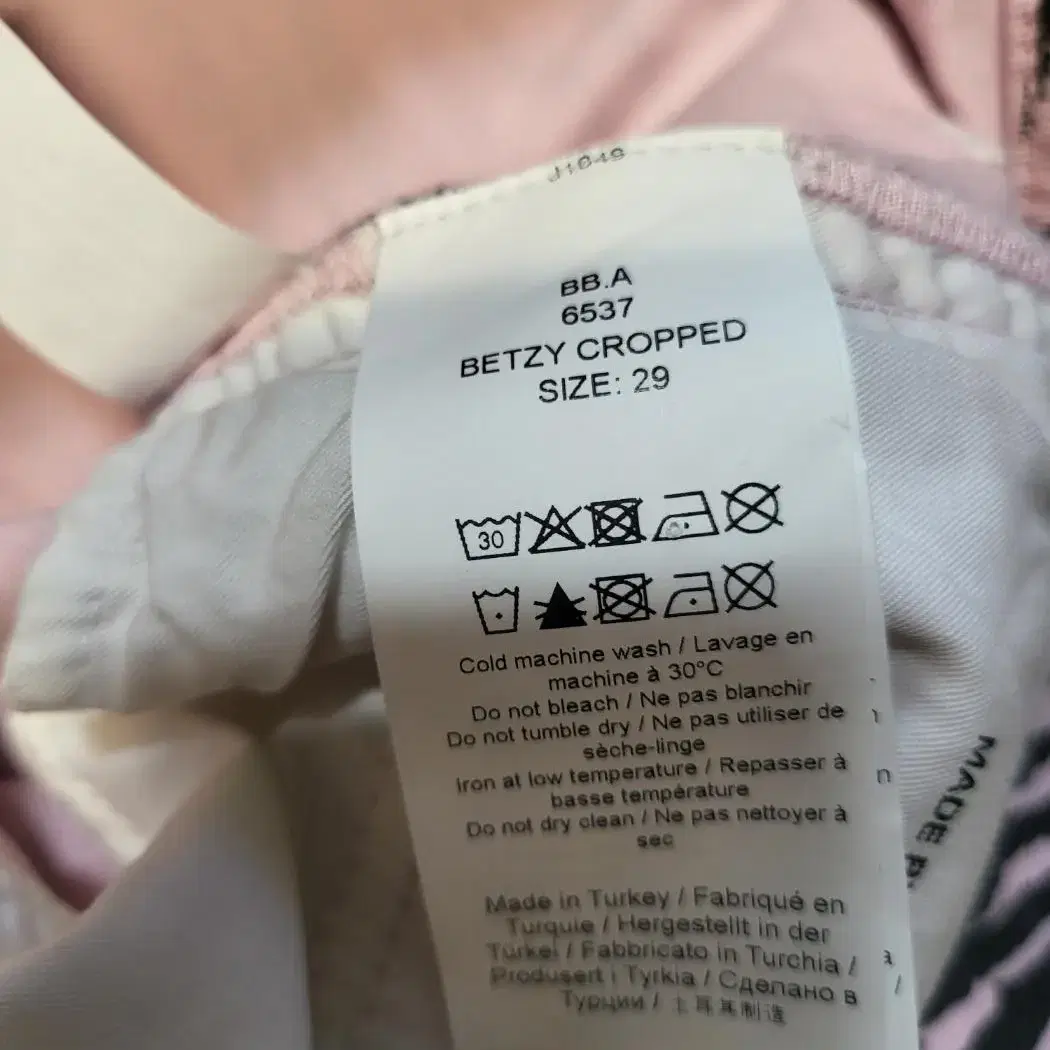 J1649
BB.A
6537
BETZY CROPPED
SIZE: 29
30
Cold machine wash / Lavage en
machine à 30°C
Do not bleach / Ne pas blanchir
Do not tumble dry / Ne pas utiliser de
sèche-linge
Iron at low temperature / Repasser à
basse température
Do not dry clean / Ne pas nettoyer à
sec
Made in Turkey / Fabriqué en
Turquie / Hergestellt in der
Türkei / Fabbricato in Turchia /
Produsert i Tyrkia / Сделано в
Турции / 土耳其制造
MADE